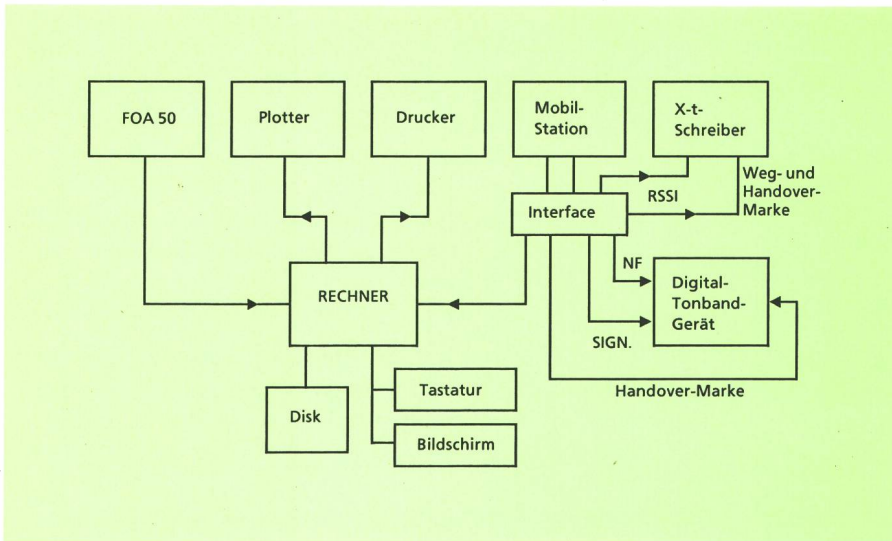 FOA 50
Plotter
Drucker
Mobil-
Station
X-t-
Schreiber
RSSI
Weg- und
Handover-
Marke
Interface
NF
RECHNER
Digital-
Tonband-
Gerät
SIGN.
Handover-Marke
Tastatur
Disk
Bildschirm